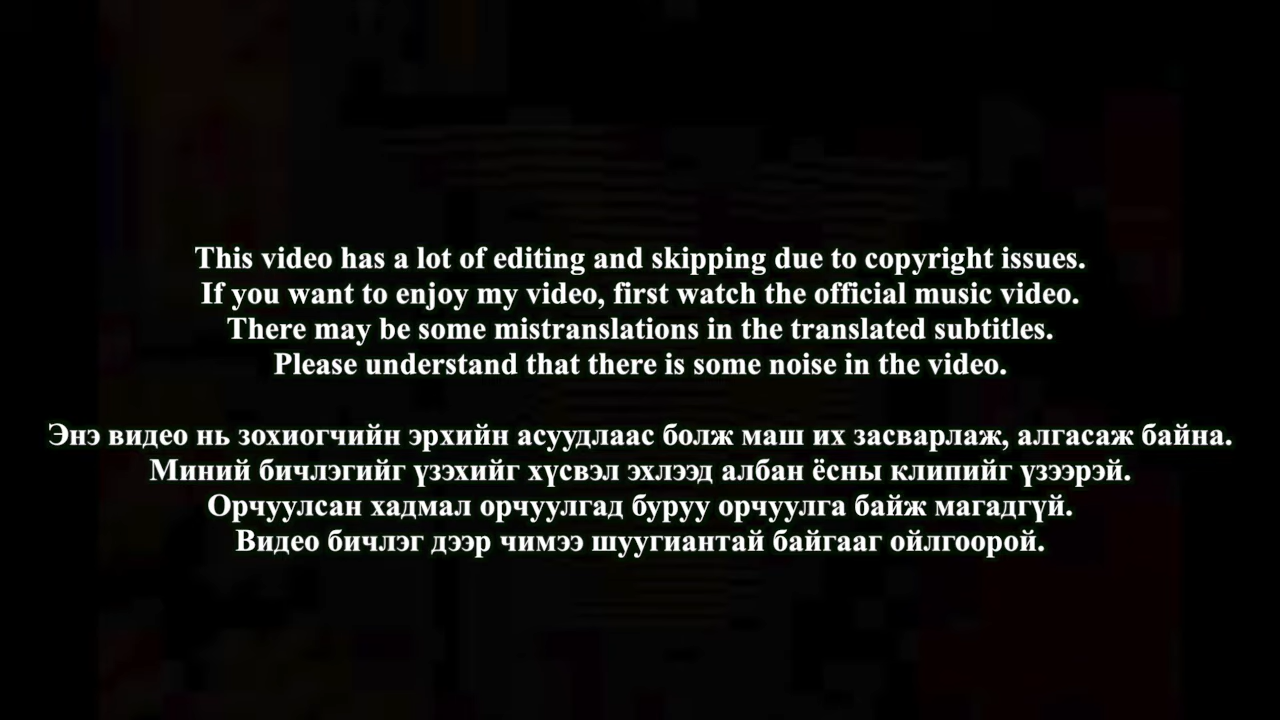 This video has a lot of editing and skipping due to copyright issues.
If you want to enjoy my video, first watch the official music video.
There may be some mistranslations in the translated subtitles.
Please understand that there is some noise in the video.
Энэ видео нь зохиогчийн эрхийн асуудлаас болж маш их засварлаж, алгасаж байна.
Миний бичлэгийг үзэхийг хүсвэл эхлээд албан ёсны клипийг үзээрэй.
Орчуулсан хадмал орчуулгад буруу орчуулга байж магадгүй.
Видео бичлэг дээр чимээ шуугиантай байгааг ойлгоорой.